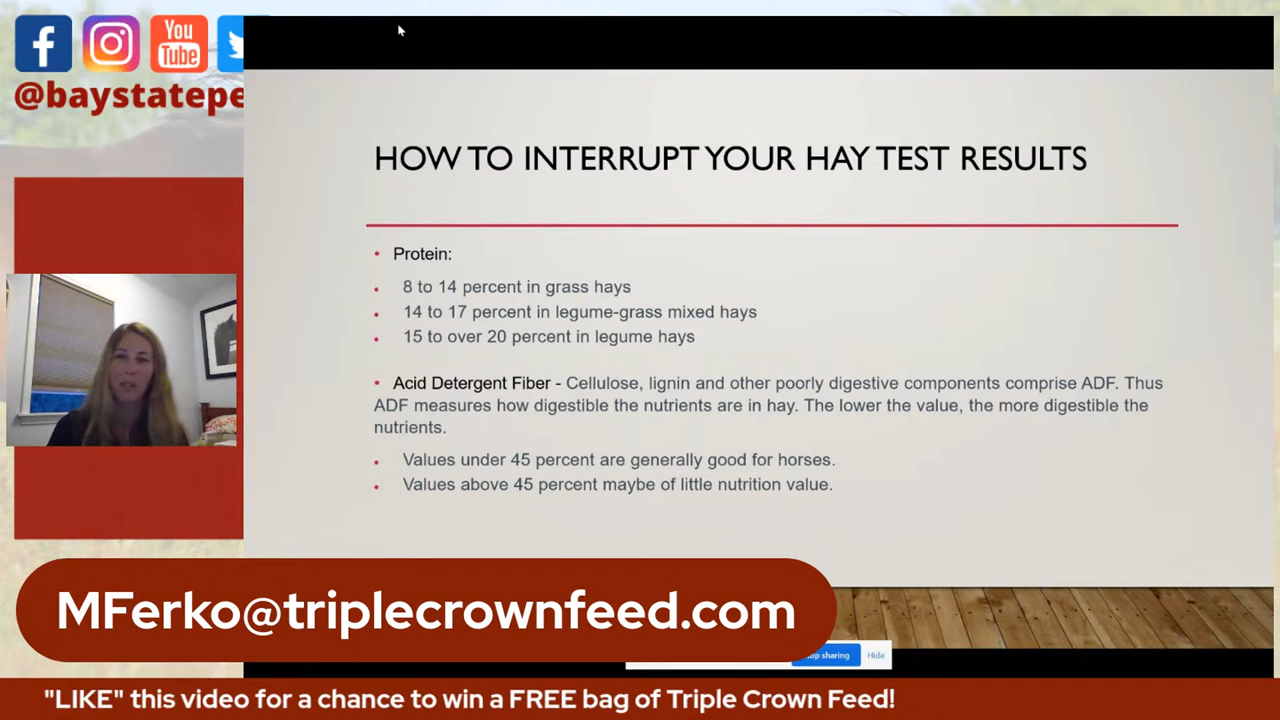 You
Tube
@baystatepe
HOW TO INTERRUPT YOUR HAY TEST RESULTS
• Protein:
• 8 to 14 percent in grass hays
• 14 to 17 percent in legume-grass mixed hays
• 15 to over 20 percent in legume hays
• Acid Detergent Fiber - Cellulose, lignin and other poorly digestive components comprise ADF. Thus
ADF measures how digestible the nutrients are in hay. The lower the value, the more digestible the
nutrients.
• Values under 45 percent are generally good for horses.
• Values above 45 percent maybe of little nutrition value.
MFerko@triplecrownfeed.com
op sharing Hide
"LIKE" this video for a chance to win a FREE bag of Triple Crown Feed!